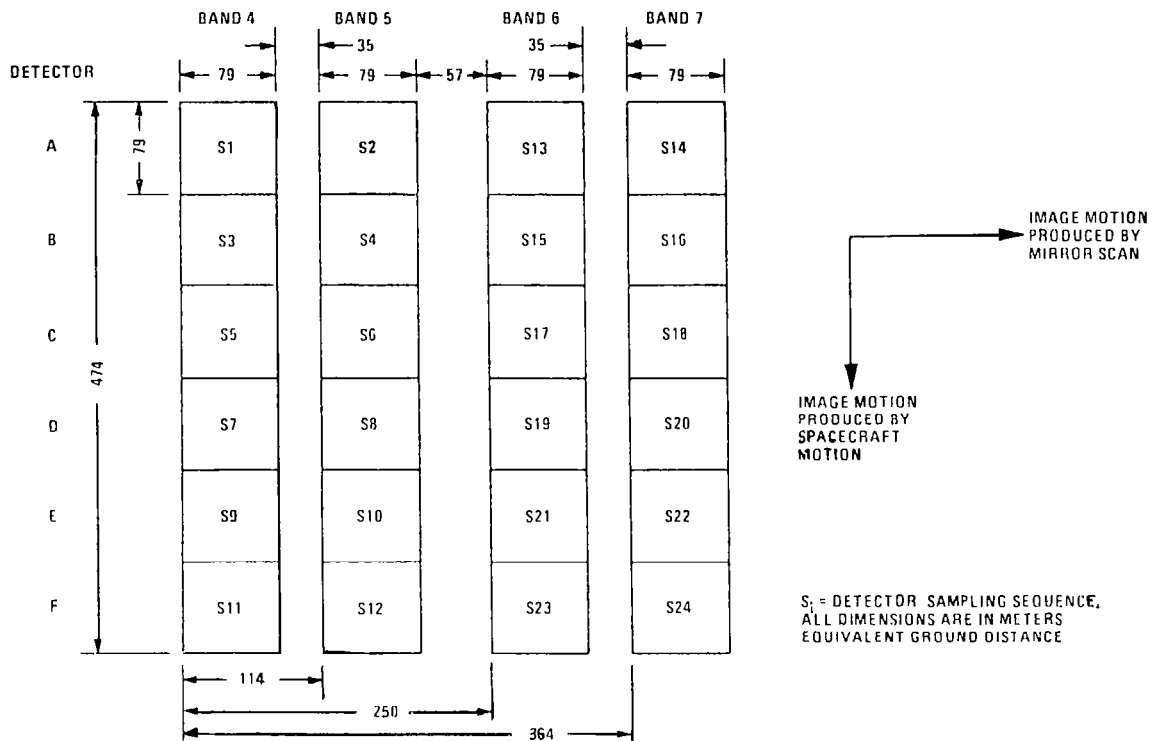 BAND 4 BAND 5 BAND 6 BAND 7
35 35
DETECTOR 79 79 57 79 79
A 79 S1 S2 S13 S14
B S3 S4 S15 S16
C S5 S6 S17 S18
474
D S7 S8 S19 S20
E S9 S10 S21 S22
F S11 S12 S23 S24
114
250
364
IMAGE MOTION
PRODUCED BY
MIRROR SCAN
IMAGE MOTION
PRODUCED BY
SPACECRAFT
MOTION
Si = DETECTOR SAMPLING SEQUENCE,
ALL DIMENSIONS ARE IN METERS
EQUIVALENT GROUND DISTANCE